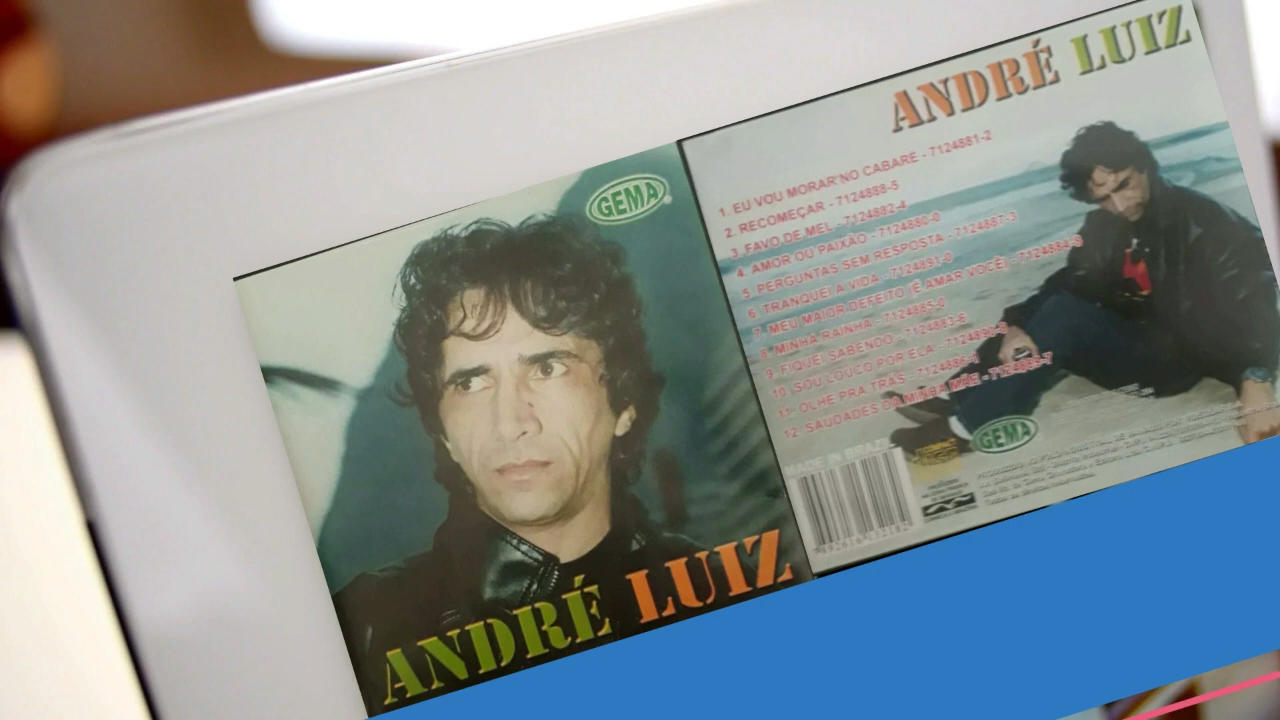 GEMA
ANDRÉ LUIZ
ANDRÉ LUIZ
1. EU VOU MORAR NO CABARÉ - 7124881-2
2. RECOMEÇAR - 7124888-5
3. FAVO DE MEL - 7124882-4
4. AMOR OU PAIXÃO - 7124880-0
5. PERGUNTAS SEM RESPOSTA - 7124887-3
6. TRANQUEI A VIDA - 7124891-0
7. MEU MAIOR DEFEITO (É AMAR VOCÊ) - 7124884-9
8. MINHA RAINHA - 7124885-0
9. FIQUEI SABENDO - 7124883-6
10. SOU LOUCO POR ELA -
11. OLHE PRA TRÁS -
12. SAUDADES DA MINHA MÃE -
MADE IN BRAZIL
GEMA